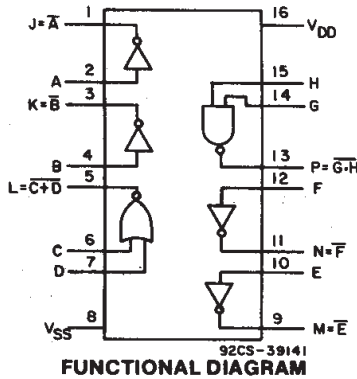 J=A̅
1
16
V_DD
A
2
15
H
K=B̅
3
14
G
B
4
13
P=G̅·̅H̅
L=C̅+̅D̅
5
12
F
C
6
11
N=F̅
D
7
10
E
V_SS
8
9
M=E̅
92CS-39141
FUNCTIONAL DIAGRAM